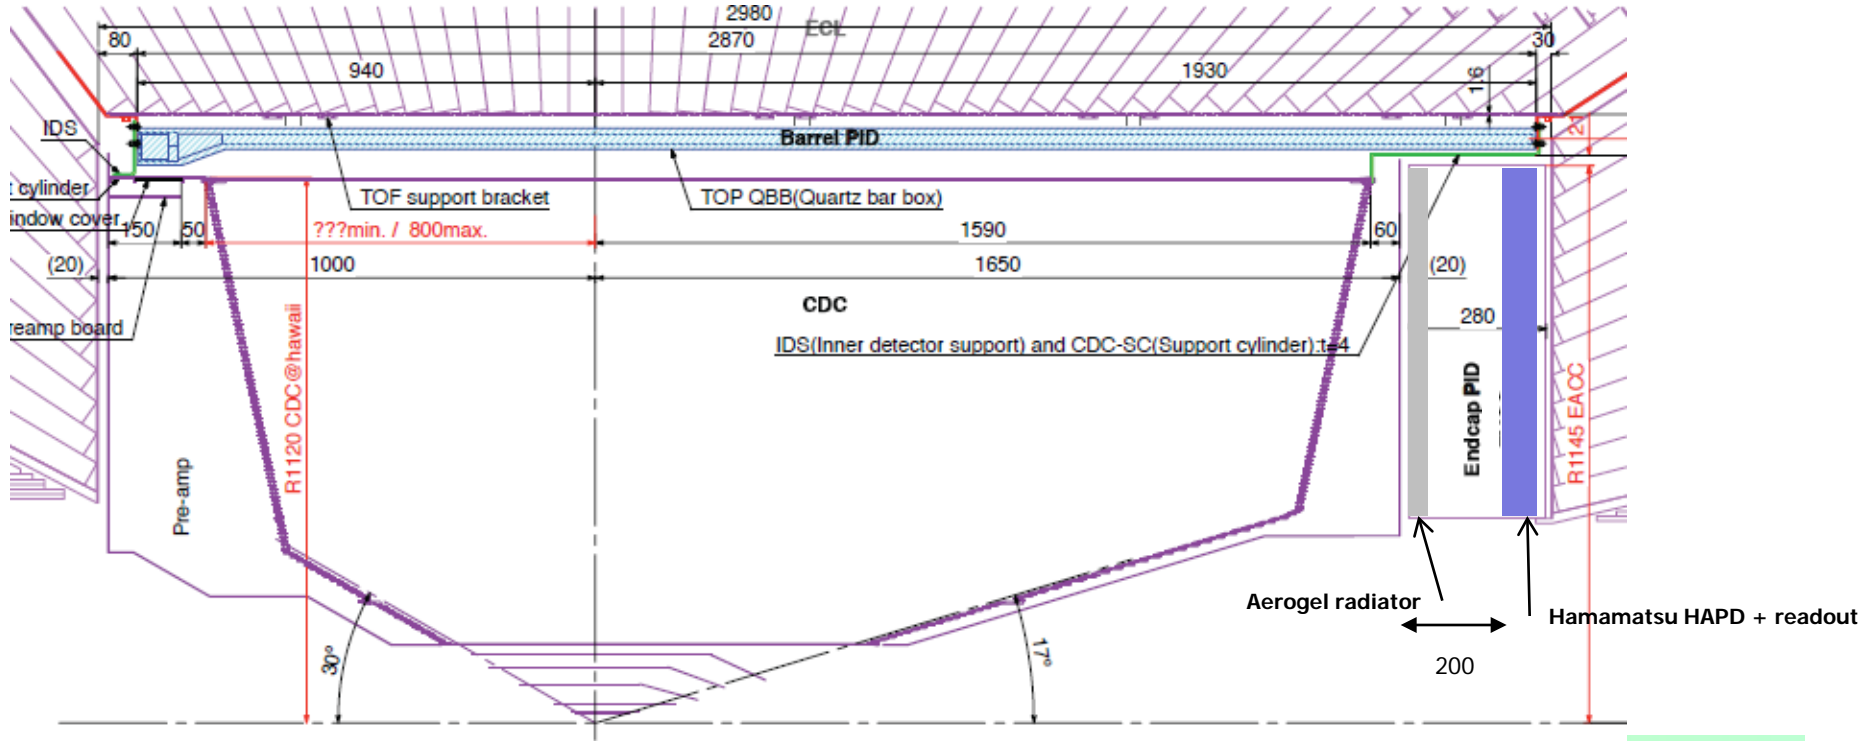 2980
ECL
80
2870
30
940
1930
1.6
IDS
Barrel PID
21
t cylinder
TOF support bracket
TOP QBB(Quartz bar box)
indow cover
150
50
???min. / 800max.
1590
60
(20)
1000
1650
(20)
R1120 CDC@hawaii
CDC
reamp board
280
IDS(Inner detector support) and CDC-SC(Support cylinder):t=4
Endcap PID
R1145 EACC
Pre-amp
Aerogel radiator
Hamamatsu HAPD + readout
30°
17°
200